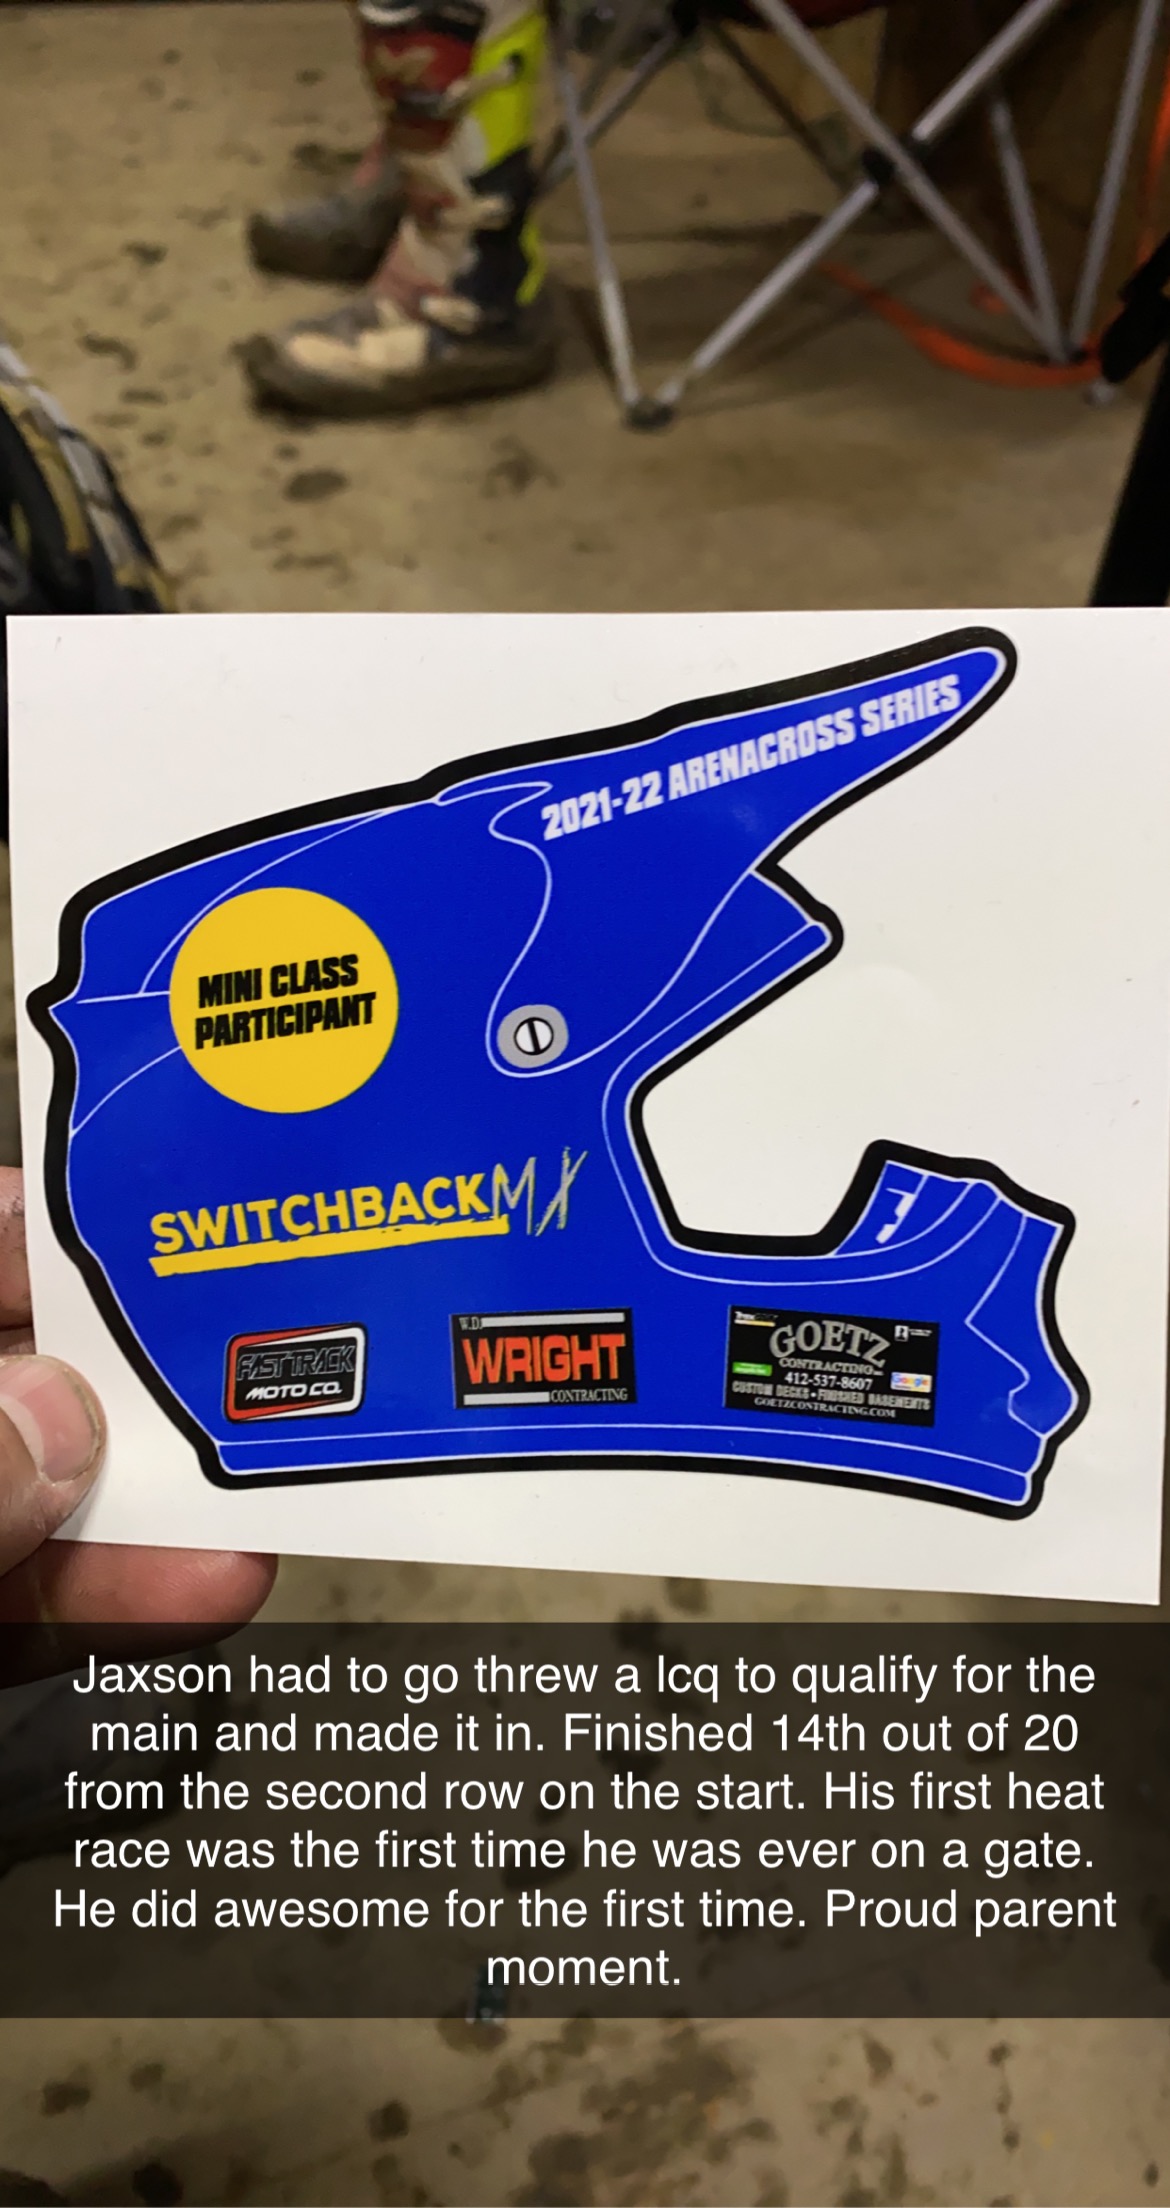 2021-22 ARENACROSS SERIES
MINI CLASS
PARTICIPANT
SWITCHBACKMX
FAST TRACK
MOTO CO.
W.D.
WRIGHT
CONTRACTING
GOETZ
CONTRACTING
412-537-8607
Google
CUSTOM DECKS • FINISHED BASEMENTS
GOETZCONTRACTING.COM
Jaxson had to go threw a lcq to qualify for the
main and made it in. Finished 14th out of 20
from the second row on the start. His first heat
race was the first time he was ever on a gate.
He did awesome for the first time. Proud parent
moment.